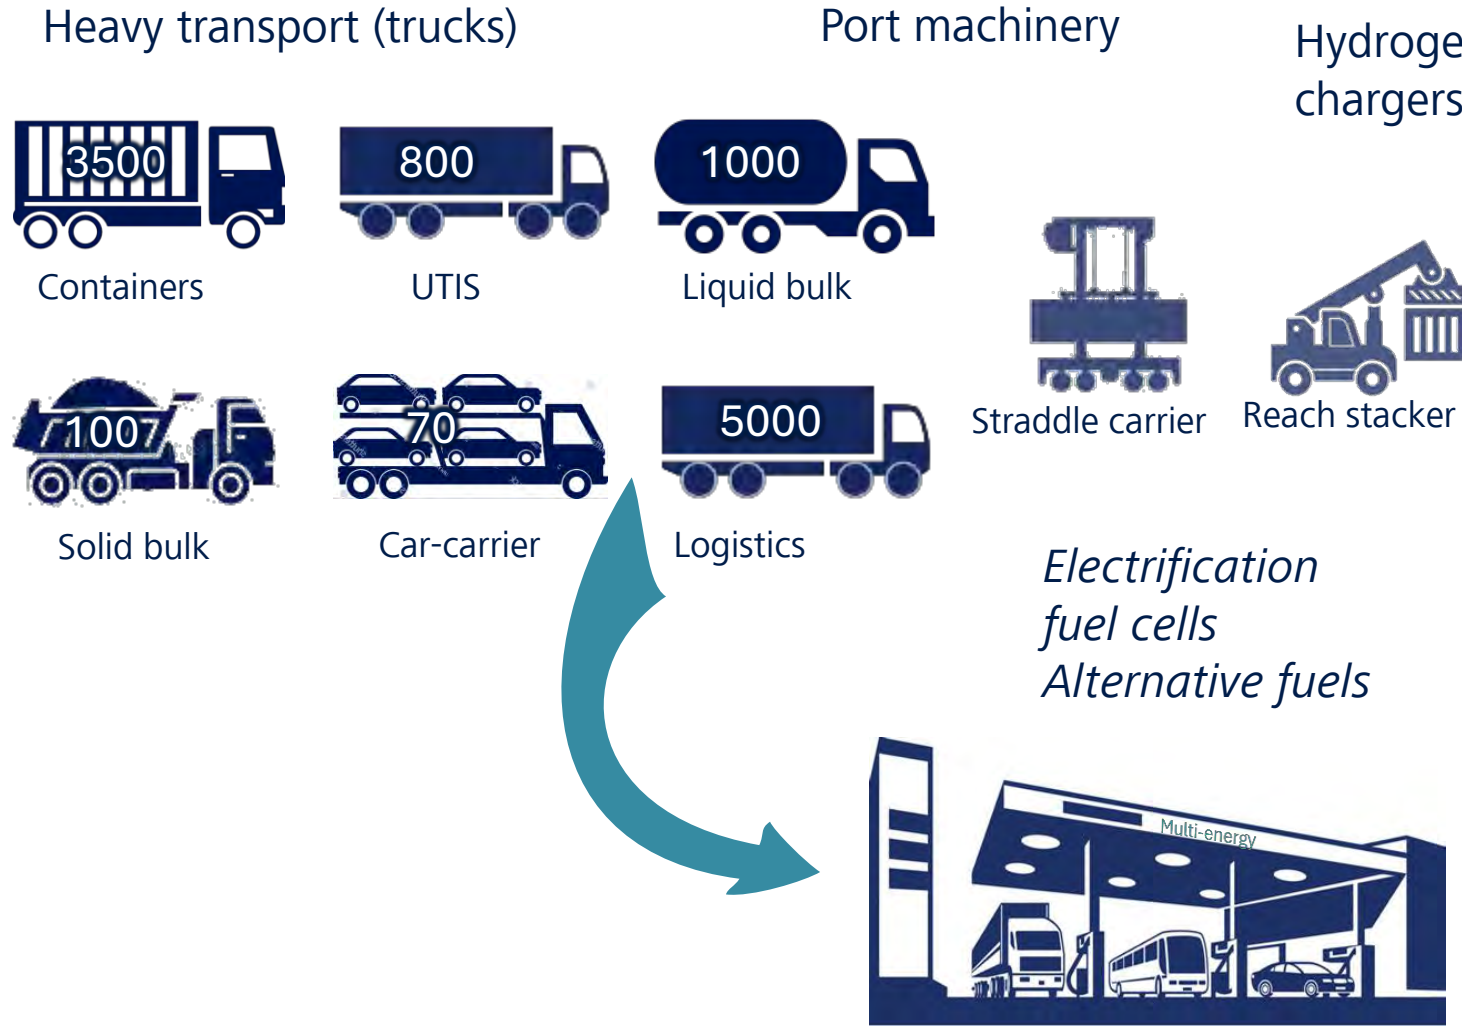 Heavy transport (trucks)
Port machinery
Hydroge
chargers
3500
800
1000
Containers
UTIS
Liquid bulk
1007
70
5000
Straddle carrier
Reach stacker
Solid bulk
Car-carrier
Logistics
Electrification
fuel cells
Alternative fuels
Multi-energy